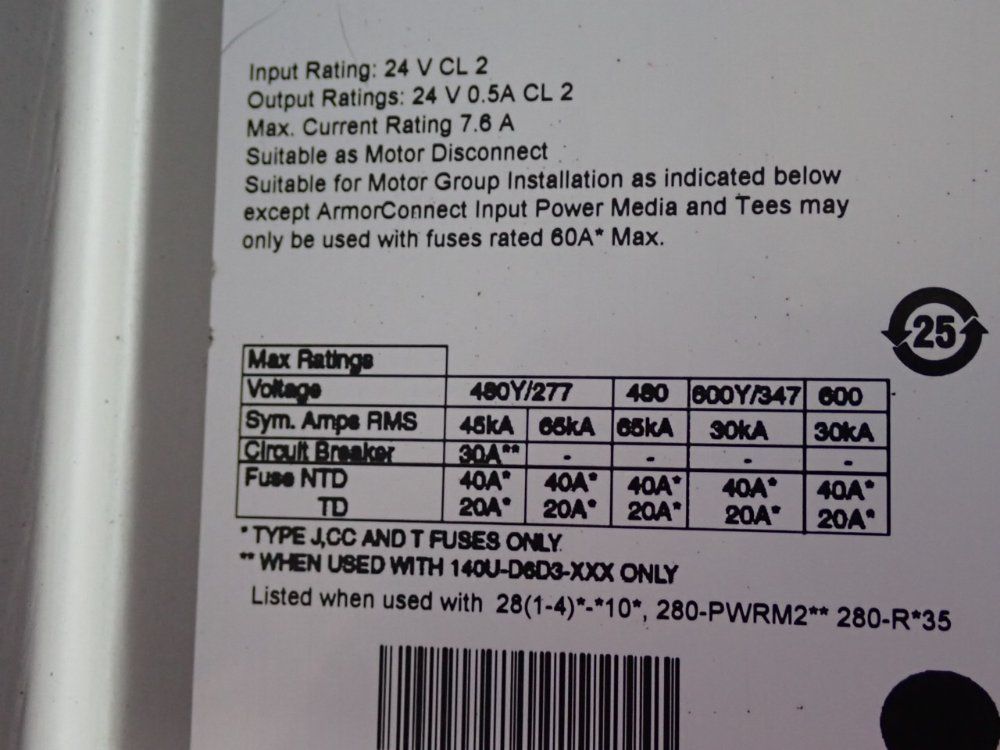 Input Rating: 24 V CL 2
Output Ratings: 24 V 0.5A CL 2
Max. Current Rating 7.6 A
Suitable as Motor Disconnect
Suitable for Motor Group Installation as indicated below
except ArmorConnect Input Power Media and Tees may
only be used with fuses rated 60A* Max.
25
Max Ratings
Voltage 480Y/277 480 600Y/347 600
Sym. Amps RMS 45kA 65kA 65kA 30kA 30kA
Circuit Breaker 30A** - - - -
Fuse NTD 40A* 40A* 40A* 40A* 40A*
TD 20A* 20A* 20A* 20A* 20A*
* TYPE J,CC AND T FUSES ONLY
** WHEN USED WITH 140U-D6D3-XXX ONLY
Listed when used with 28(1-4)*-*10*, 280-PWRM2** 280-R*35